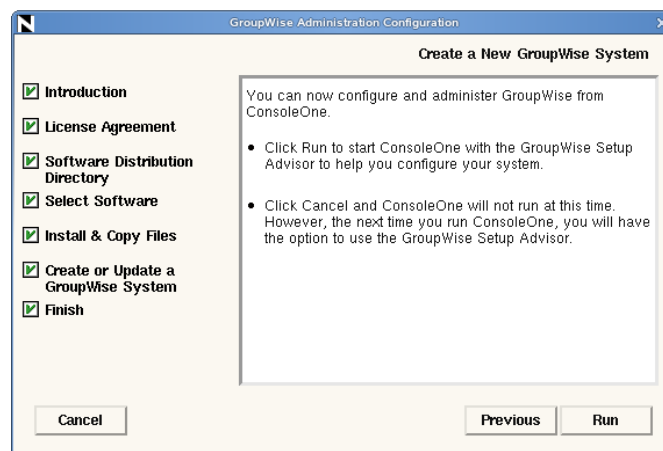 GroupWise Administration Configuration
Create a New GroupWise System
Introduction
License Agreement
Software Distribution
Directory
Select Software
Install & Copy Files
Create or Update a
GroupWise System
Finish
You can now configure and administer GroupWise from
ConsoleOne.
• Click Run to start ConsoleOne with the GroupWise Setup
Advisor to help you configure your system.
• Click Cancel and ConsoleOne will not run at this time.
However, the next time you run ConsoleOne, you will have
the option to use the GroupWise Setup Advisor.
Cancel
Previous
Run